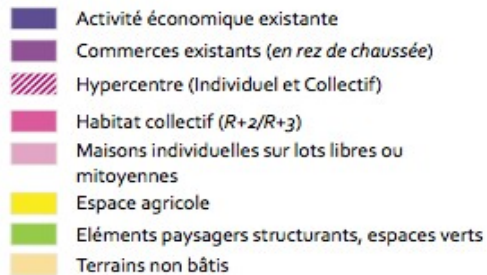 Activité économique existante
Commerces existants (en rez de chaussée)
Hypercentre (Individuel et Collectif)
Habitat collectif (R+2/R+3)
Maisons individuelles sur lots libres ou
mitoyennes
Espace agricole
Eléments paysagers structurants, espaces verts
Terrains non bâtis